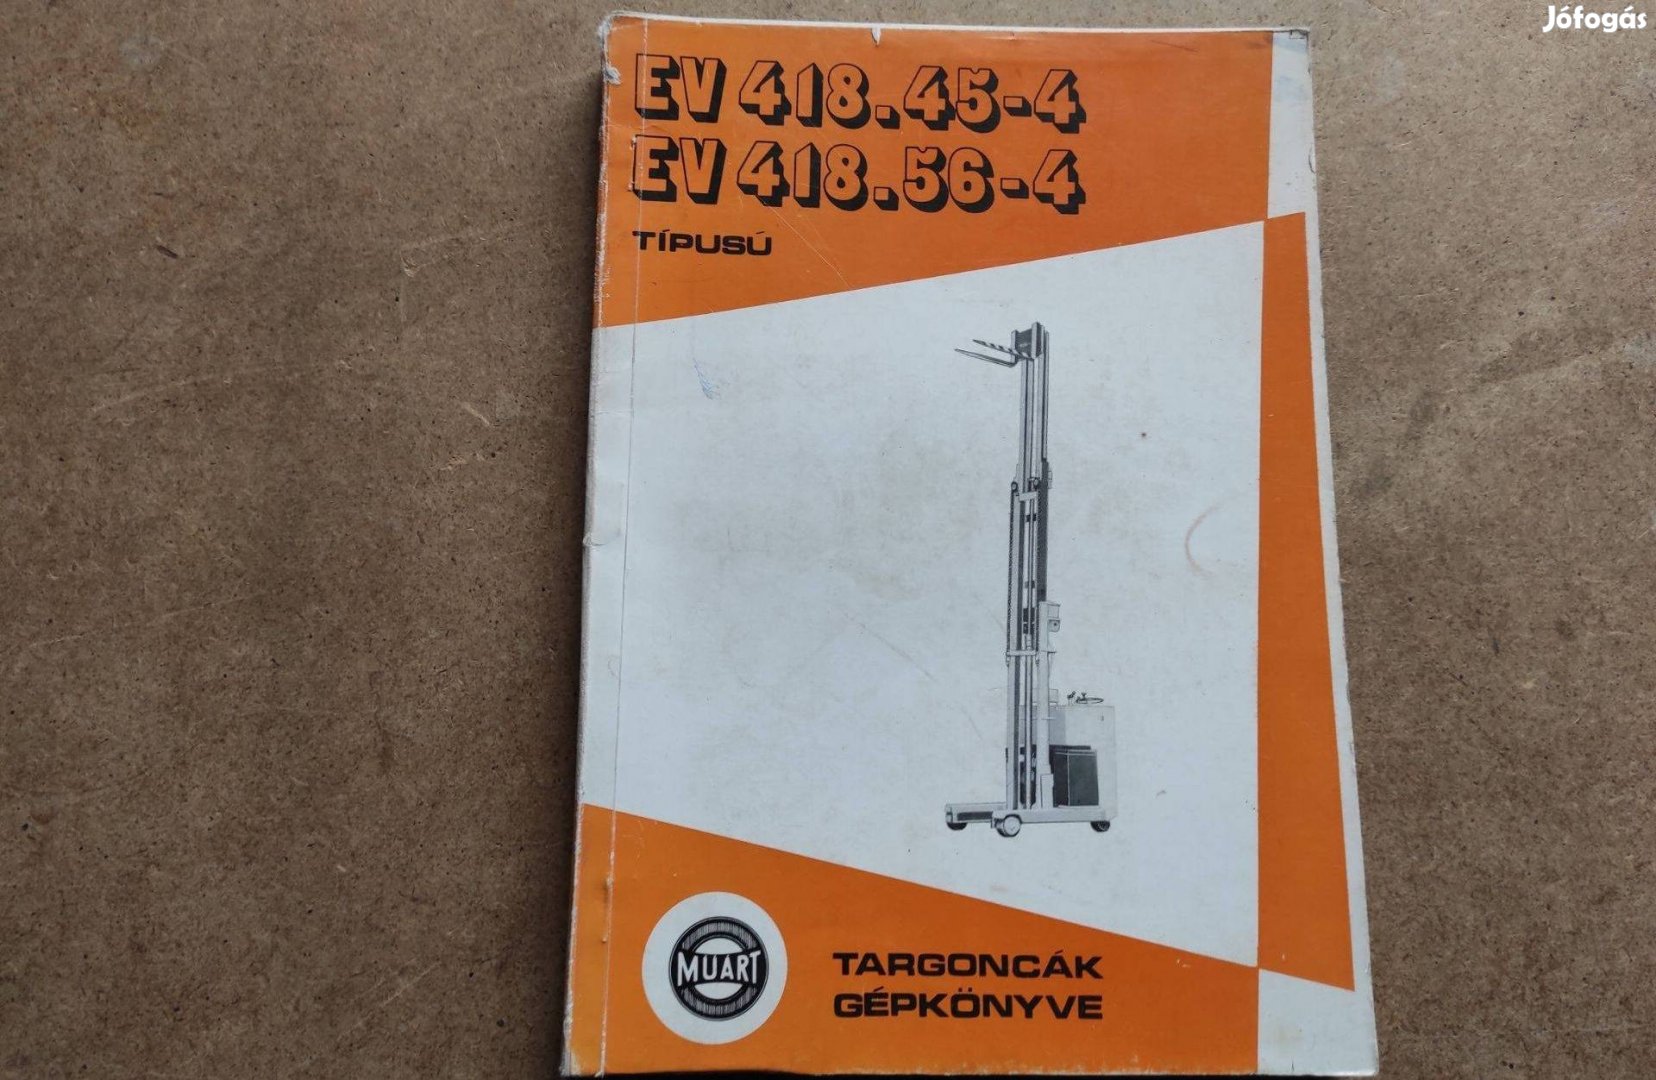 Jófogás
EV 418.45-4
EV 418.56-4
TÍPUSÚ
MUART
TARGONCÁK
GÉPKÖNYVE